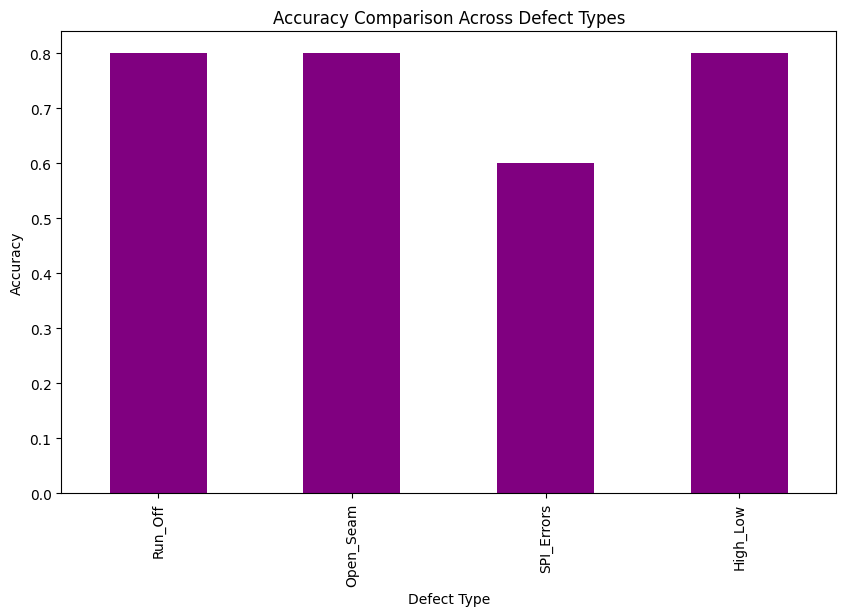 Accuracy Comparison Across Defect Types
Accuracy
0.8
0.7
0.6
0.5
0.4
0.3
0.2
0.1
0.0
Run_Off
Open_Seam
SPI_Errors
High_Low
Defect Type